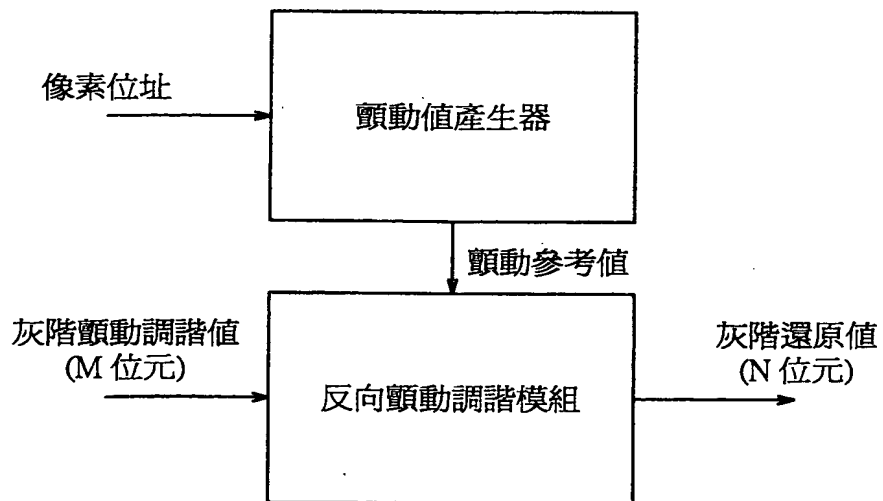 像素位址
顫動值產生器
顫動參考值
灰階顫動調諧值
(M 位元)
反向顫動調諧模組
灰階還原值
(N 位元)